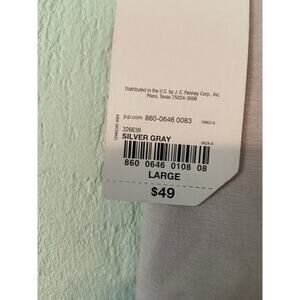 Distributed in the U.S. by J. C. Penney Corp., Inc.
Plano, Texas 75024-3698
jcp.com 860-0646 0083
326639
SILVER GRAY
860 0646 0108 08
LARGE
$49